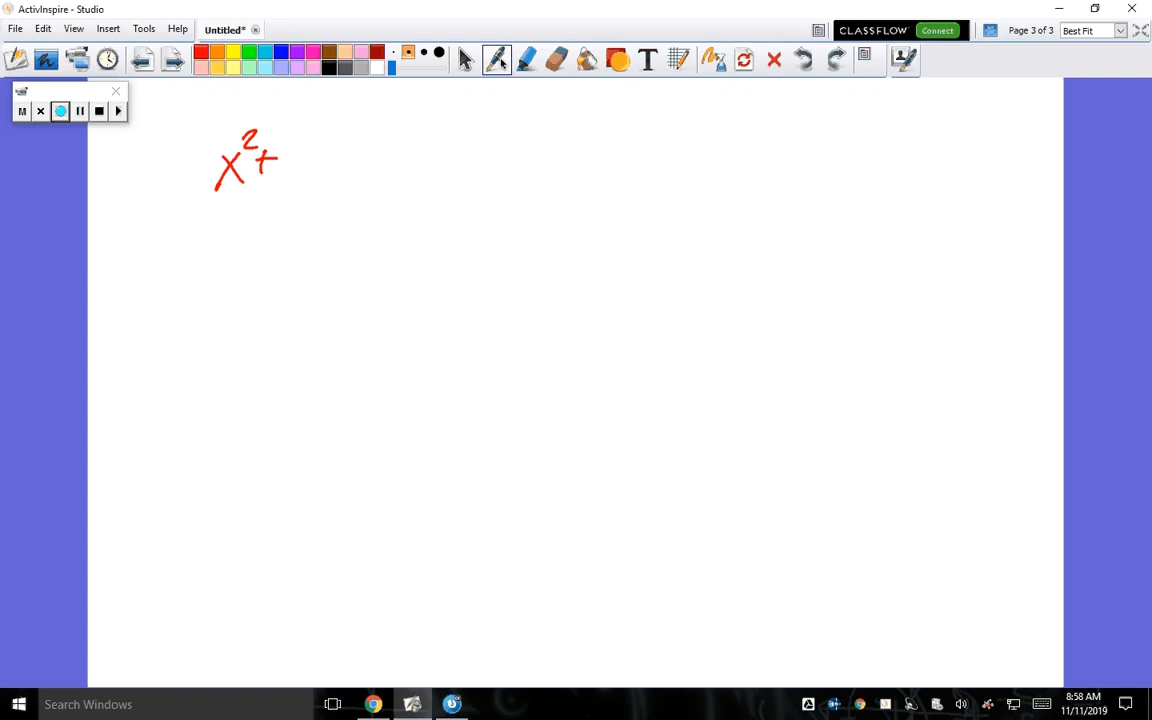 ActivInspire - Studio
File Edit View Insert Tools Help Untitled* CLASSFLOW Connect Page 3 of 3 Best Fit
T
M
x²+
Search Windows
8:58 AM
11/11/2019